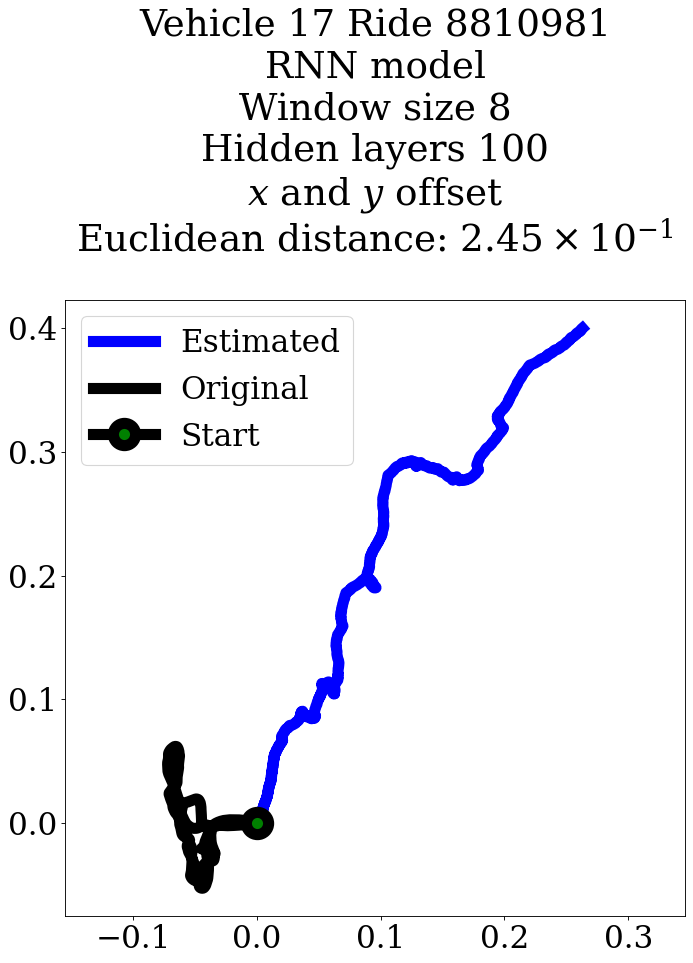 Vehicle 17 Ride 8810981
RNN model
Window size 8
Hidden layers 100
x and y offset
Euclidean distance: 2.45 × 10⁻¹
Estimated
Original
Start
0.4
0.3
0.2
0.1
0.0
−0.1 0.0 0.1 0.2 0.3